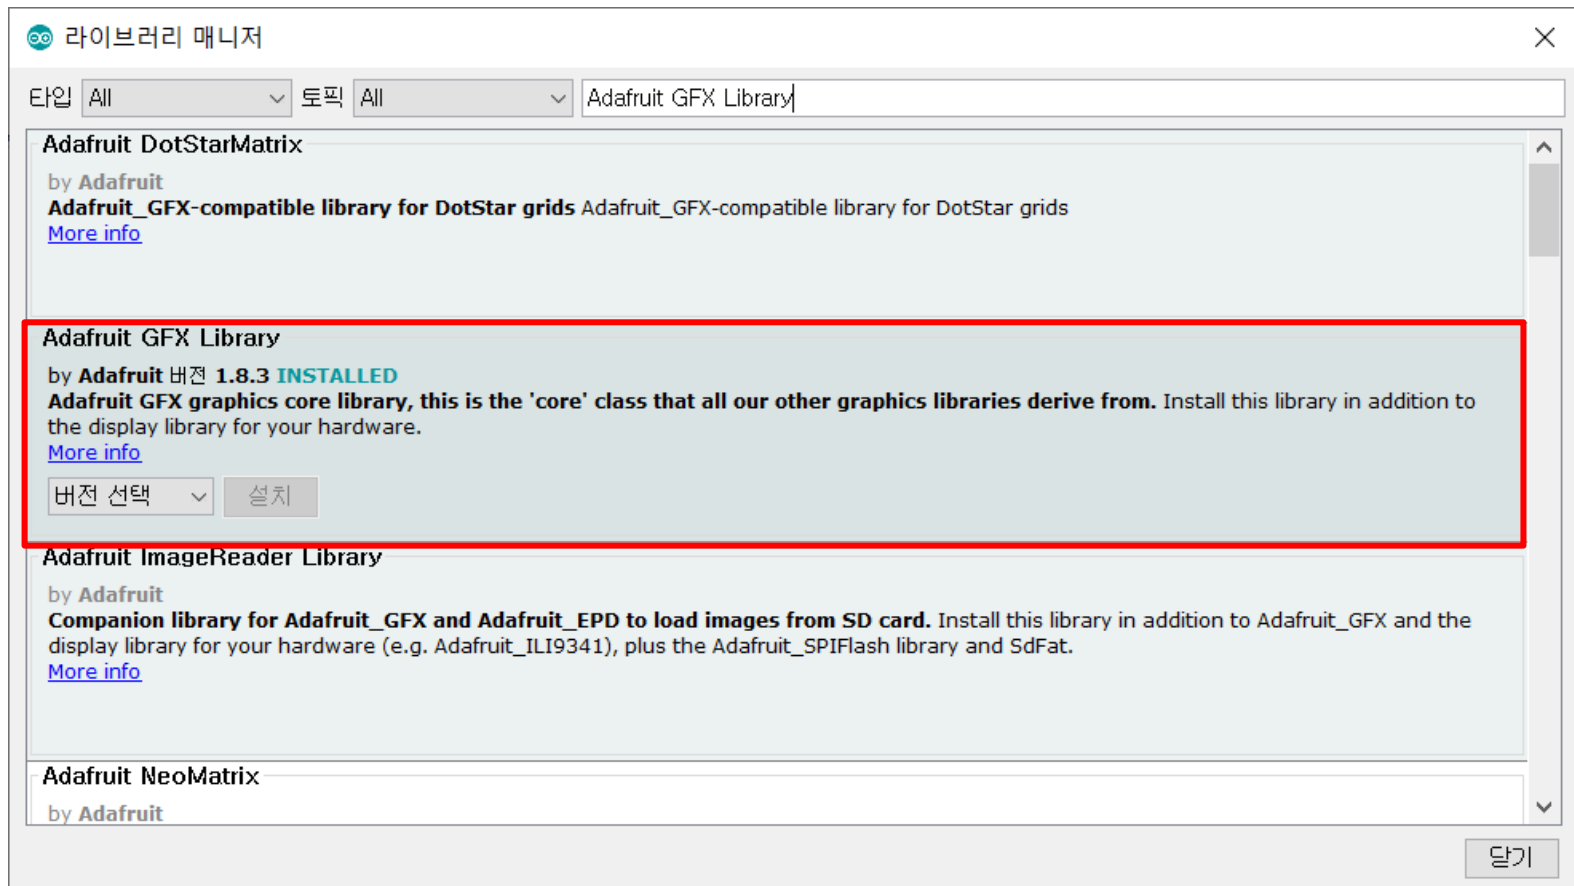 라이브러리 매니저
타입 All 토픽 All Adafruit GFX Library
Adafruit DotStarMatrix
by Adafruit
Adafruit_GFX-compatible library for DotStar grids Adafruit_GFX-compatible library for DotStar grids
More info
Adafruit GFX Library
by Adafruit 버전 1.8.3 INSTALLED
Adafruit GFX graphics core library, this is the 'core' class that all our other graphics libraries derive from. Install this library in addition to
the display library for your hardware.
More info
버전 선택 설치
Adafruit ImageReader Library
by Adafruit
Companion library for Adafruit_GFX and Adafruit_EPD to load images from SD card. Install this library in addition to Adafruit_GFX and the
display library for your hardware (e.g. Adafruit_ILI9341), plus the Adafruit_SPIFlash library and SdFat.
More info
Adafruit NeoMatrix
by Adafruit
닫기